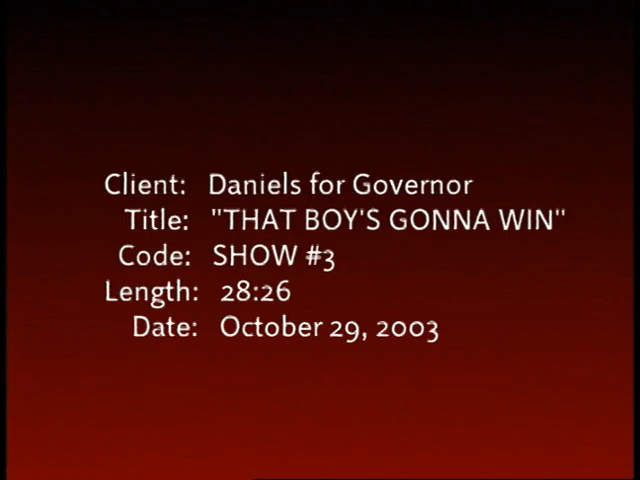 Client: Daniels for Governor
Title: "THAT BOY'S GONNA WIN"
Code: SHOW #3
Length: 28:26
Date: October 29, 2003